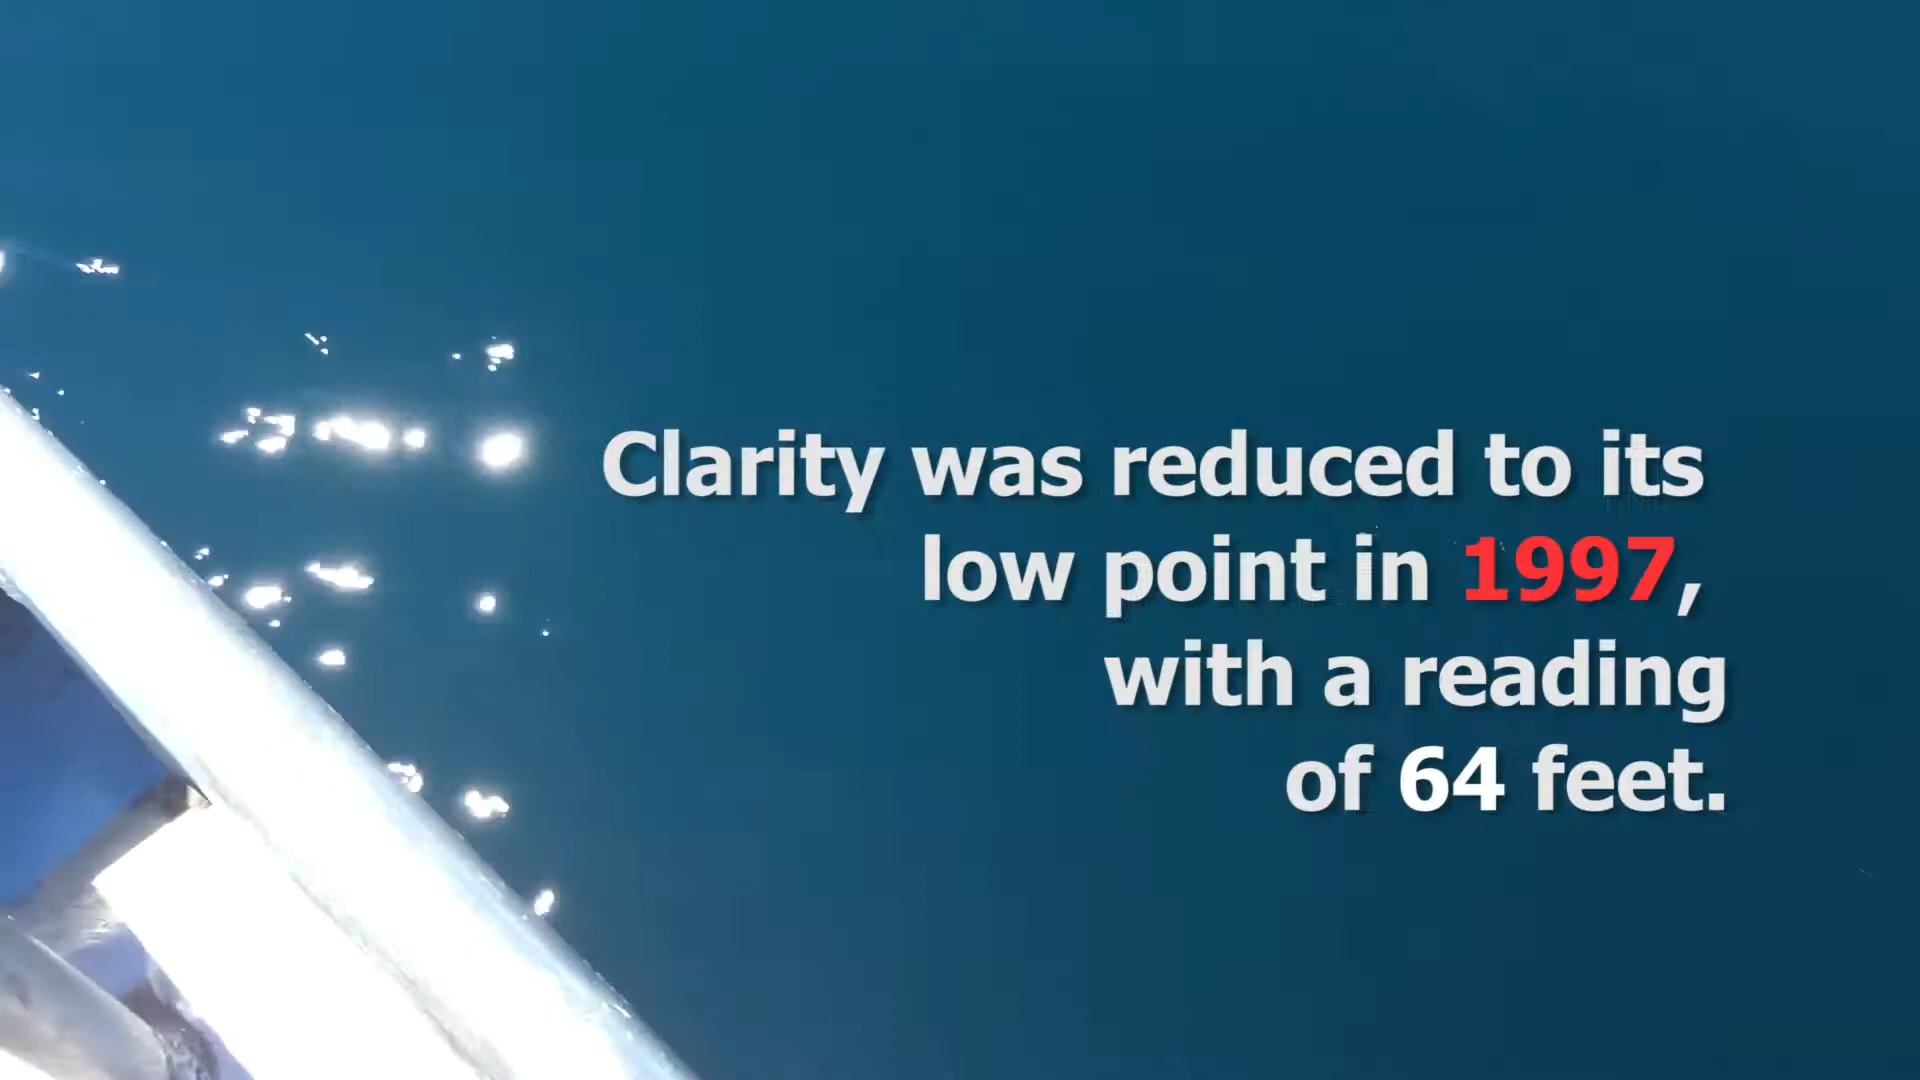 Clarity was reduced to its
low point in 1997,
with a reading
of 64 feet.